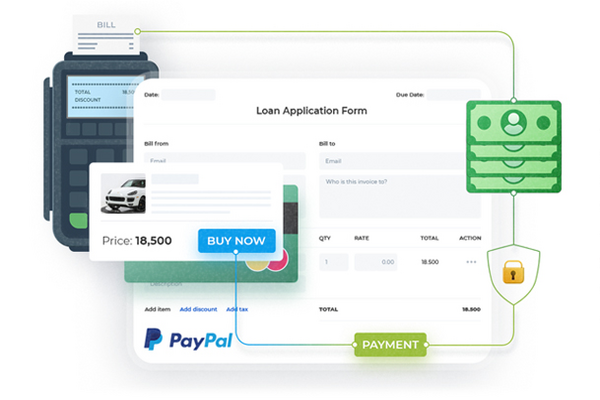 BILL
TOTAL 18.50
DISCOUNT
Date:
Due Date:
Loan Application Form
Bill from
Bill to
Email
Email
Who is this invoice to?
Price: 18,500
BUY NOW
QTY RATE TOTAL ACTION
1 0.00 18.500
Description
Add item Add discount Add tax
TOTAL 18.500
PayPal
PAYMENT